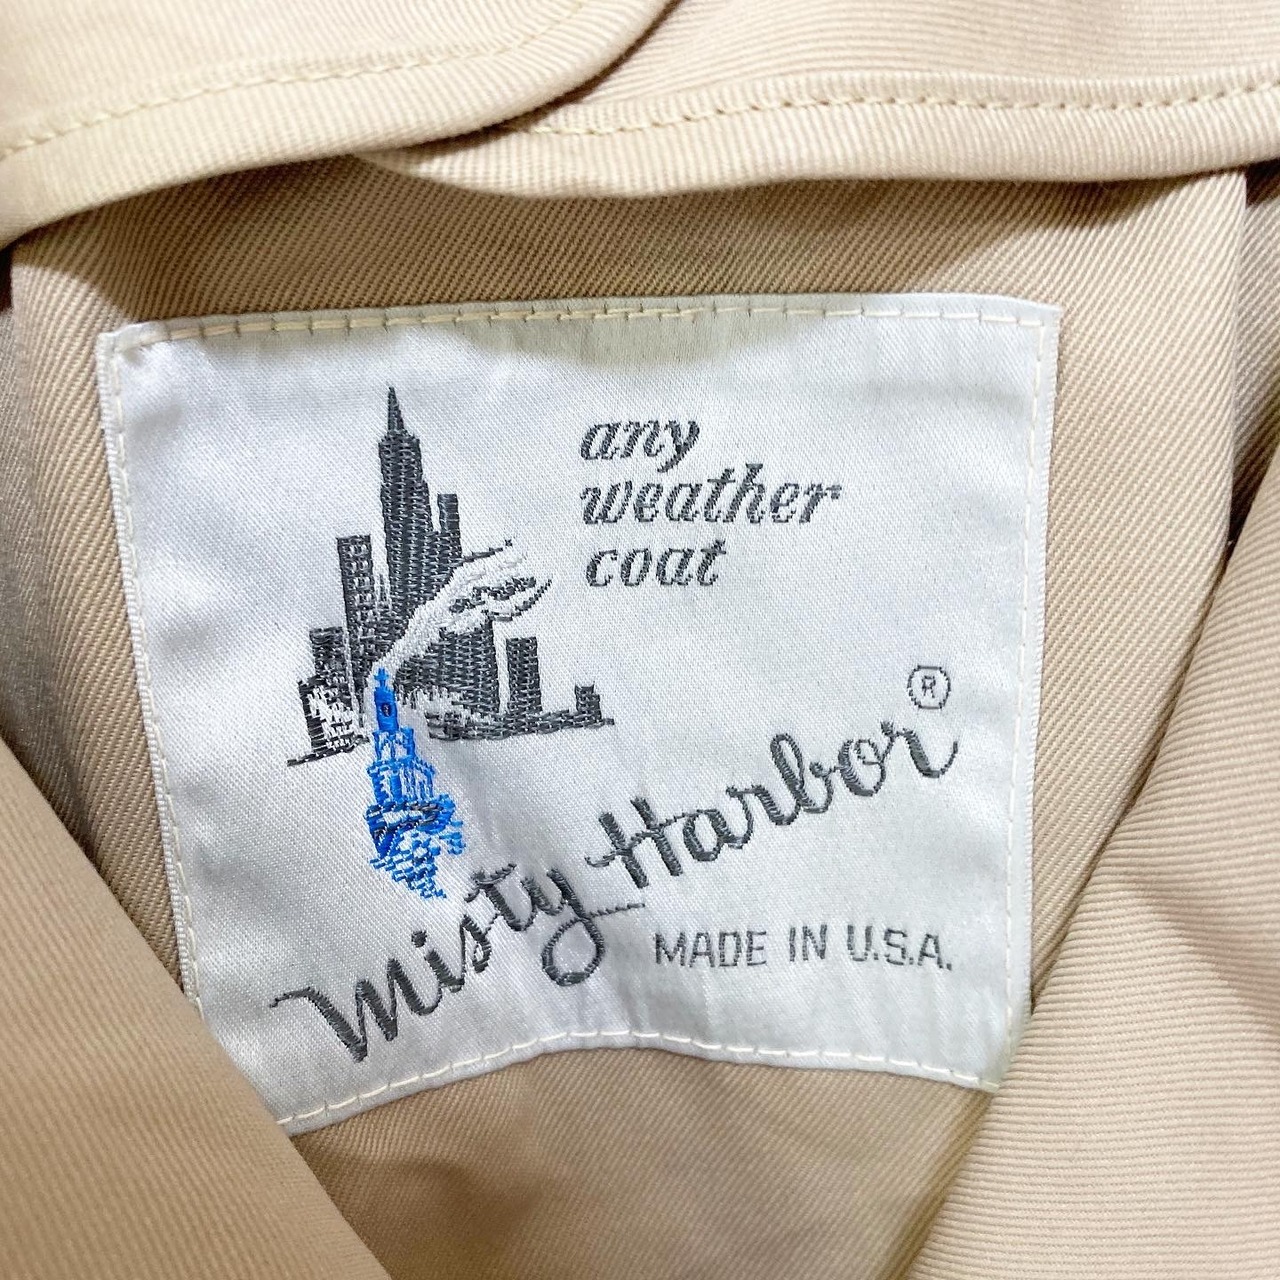 any
weather
coat
Misty Harbor®
MADE IN U.S.A.